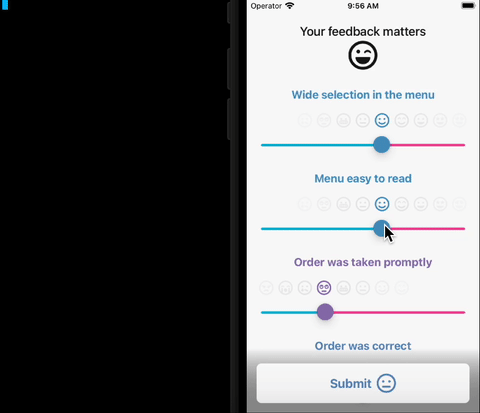 Operator 9:56 AM
Your feedback matters
Wide selection in the menu
Menu easy to read
Order was taken promptly
Order was correct
Submit